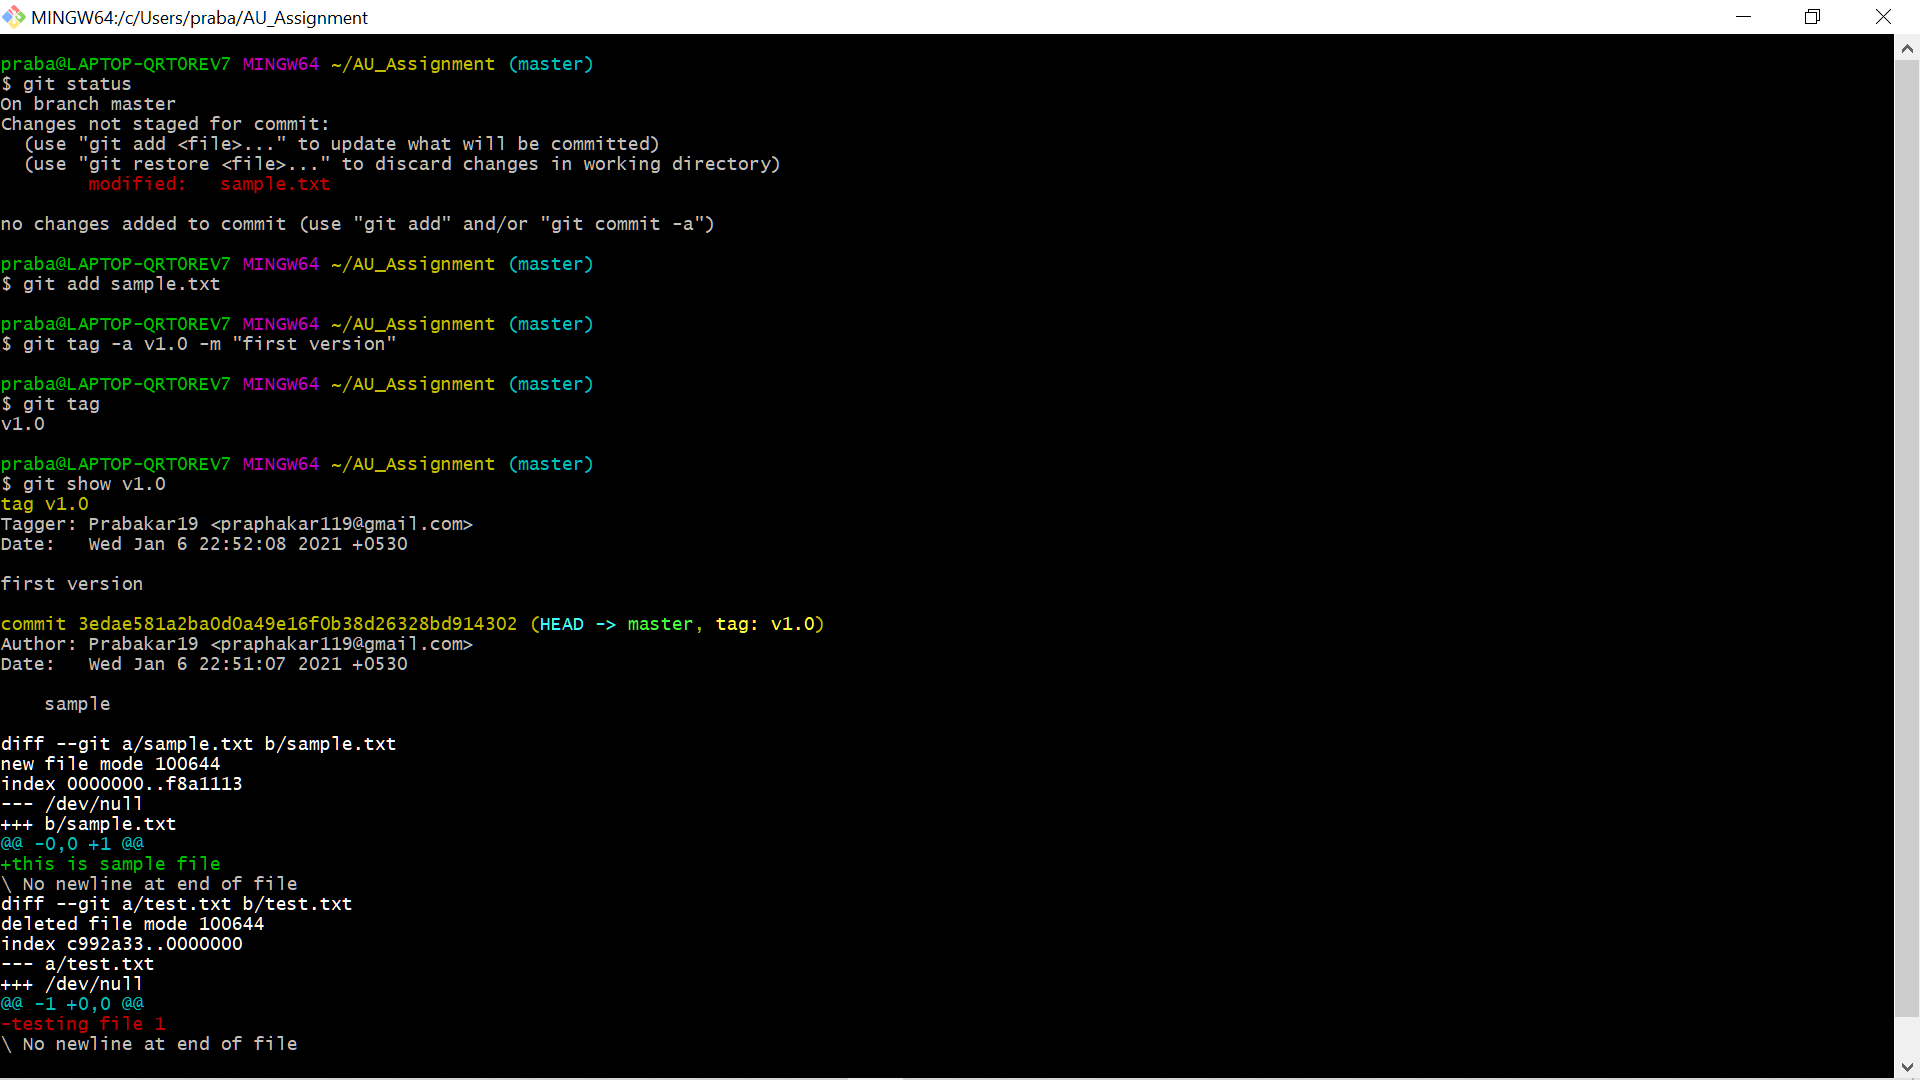 MINGW64:/c/Users/praba/AU_Assignment
praba@LAPTOP-QRT0REV7 MINGW64 ~/AU_Assignment (master)
$ git status
On branch master
Changes not staged for commit:
  (use "git add <file>..." to update what will be committed)
  (use "git restore <file>..." to discard changes in working directory)
        modified:   sample.txt
no changes added to commit (use "git add" and/or "git commit -a")
praba@LAPTOP-QRT0REV7 MINGW64 ~/AU_Assignment (master)
$ git add sample.txt
praba@LAPTOP-QRT0REV7 MINGW64 ~/AU_Assignment (master)
$ git tag -a v1.0 -m "first version"
praba@LAPTOP-QRT0REV7 MINGW64 ~/AU_Assignment (master)
$ git tag
v1.0
praba@LAPTOP-QRT0REV7 MINGW64 ~/AU_Assignment (master)
$ git show v1.0
tag v1.0
Tagger: Prabakar19 <praphakar119@gmail.com>
Date:   Wed Jan 6 22:52:08 2021 +0530
first version
commit 3edae581a2ba0d0a49e16f0b38d26328bd914302 (HEAD -> master, tag: v1.0)
Author: Prabakar19 <praphakar119@gmail.com>
Date:   Wed Jan 6 22:51:07 2021 +0530
    sample
diff --git a/sample.txt b/sample.txt
new file mode 100644
index 0000000..f8a1113
--- /dev/null
+++ b/sample.txt
@@ -0,0 +1 @@
+this is sample file
\ No newline at end of file
diff --git a/test.txt b/test.txt
deleted file mode 100644
index c992a33..0000000
--- a/test.txt
+++ /dev/null
@@ -1 +0,0 @@
-testing file 1
\ No newline at end of file